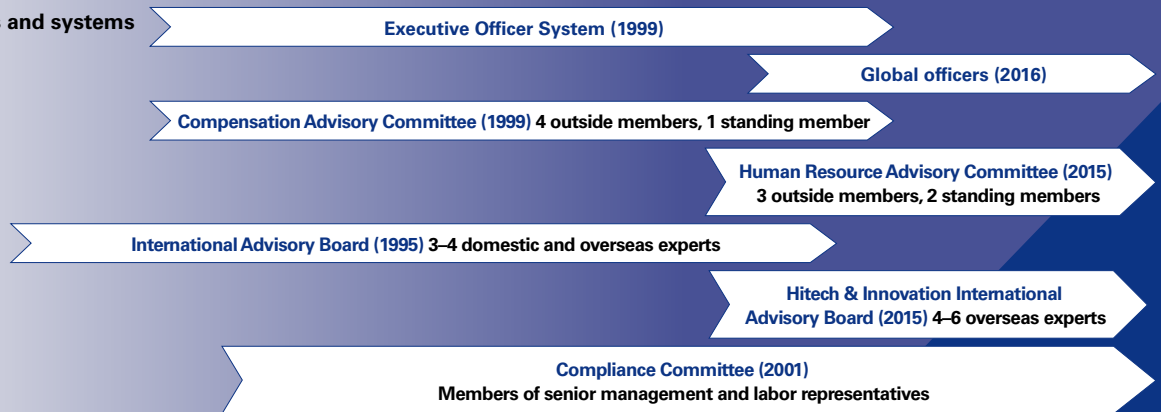 and systems
Executive Officer System (1999)
Global officers (2016)
Compensation Advisory Committee (1999) 4 outside members, 1 standing member
Human Resource Advisory Committee (2015)
3 outside members, 2 standing members
International Advisory Board (1995) 3–4 domestic and overseas experts
Hitech & Innovation International
Advisory Board (2015) 4–6 overseas experts
Compliance Committee (2001)
Members of senior management and labor representatives